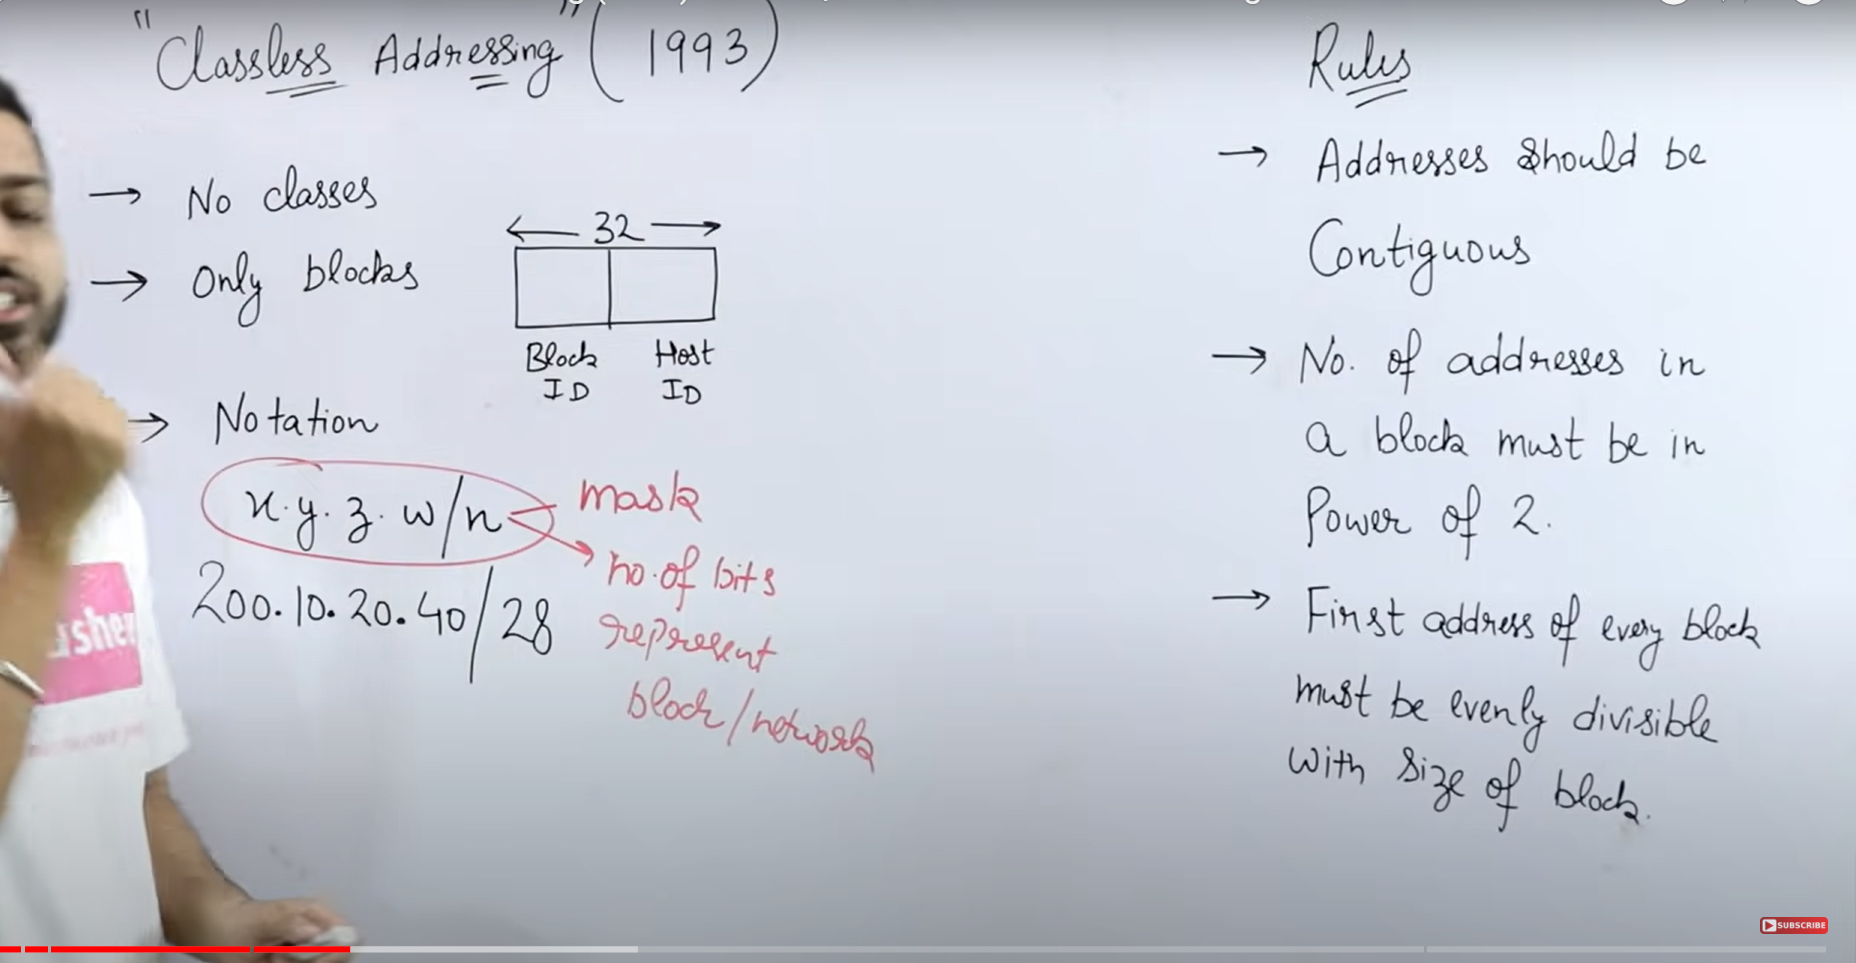 "Classless Addressing" (1993)
→ No classes
→ Only blocks
← 32 →
Block Host
ID ID
→ Notation
x.y.z.w/n mask
no. of bits
represent
block/network
200.10.20.40/28
Rules
→ Addresses should be
Contiguous
→ No. of addresses in
a block must be in
Power of 2.
→ First address of every block
must be evenly divisible
with size of block.
SUBSCRIBE